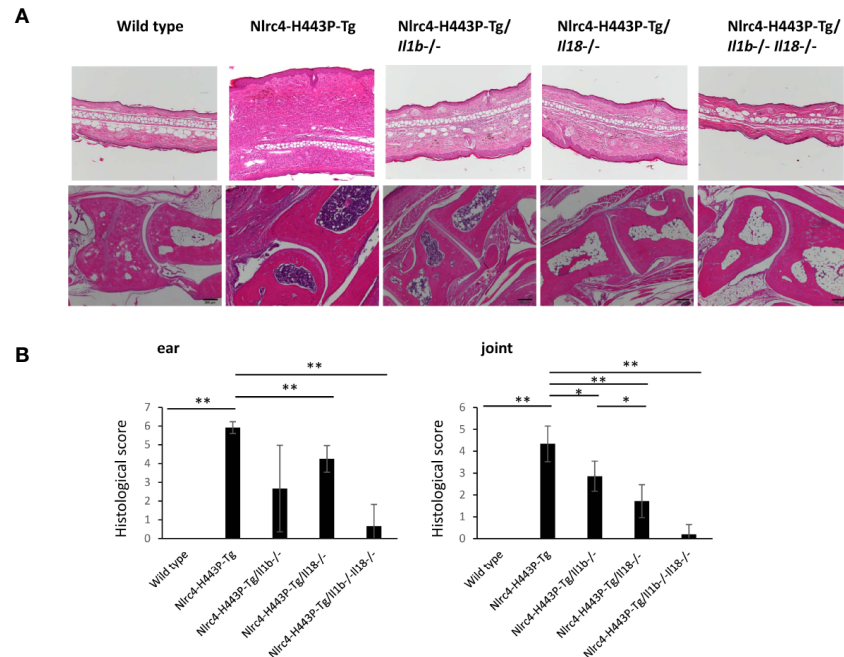 A
Wild type
Nlrc4-H443P-Tg
Nlrc4-H443P-Tg/
Il1b-/-
Nlrc4-H443P-Tg/
Il18-/-
Nlrc4-H443P-Tg/
Il1b-/- Il18-/-
B
ear
**
**
**
Histological score
7
6
5
4
3
2
1
0
Wild type
Nlrc4-H443P-Tg
Nlrc4-H443P-Tg/Il1b-/-
Nlrc4-H443P-Tg/Il18-/-
Nlrc4-H443P-Tg/Il1b-/-Il18-/-
joint
**
**
**
*
*
Histological score
6
5
4
3
2
1
0
Wild type
Nlrc4-H443P-Tg
Nlrc4-H443P-Tg/Il1b-/-
Nlrc4-H443P-Tg/Il18-/-
Nlrc4-H443P-Tg/Il1b-/-Il18-/-